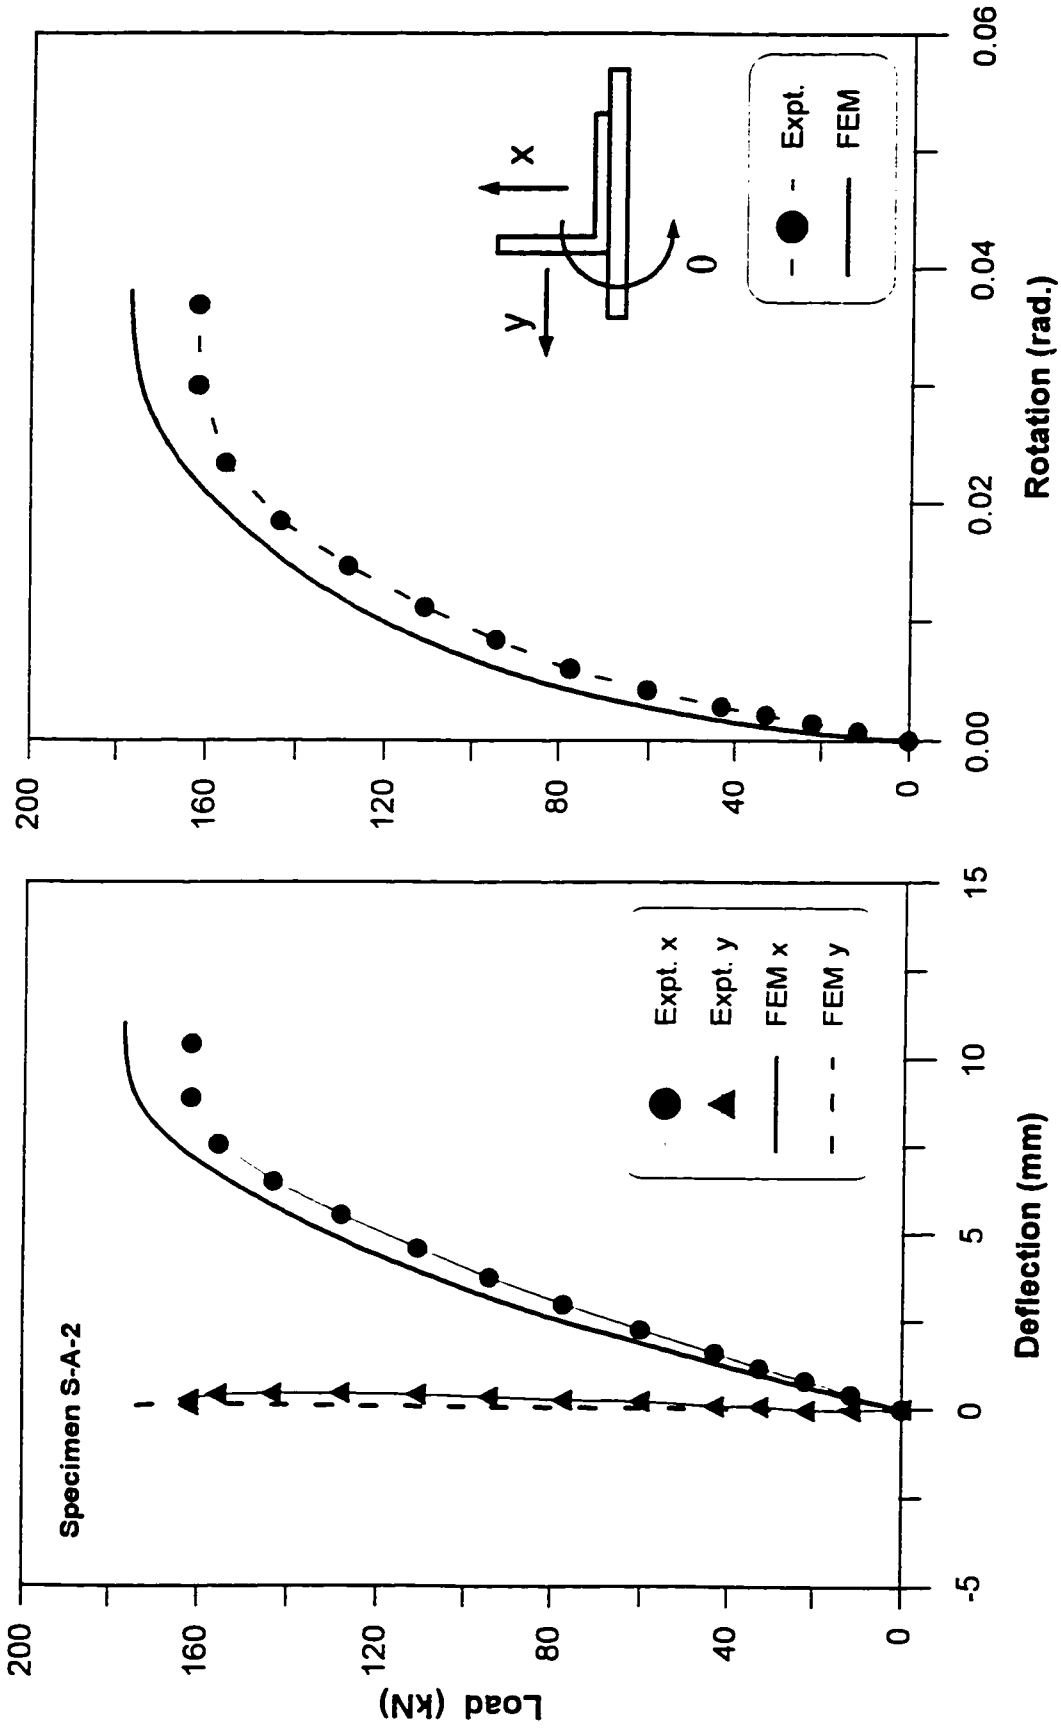 Specimen S-A-2
Load (kN)
200
160
120
80
40
0
-5
0
5
10
15
Deflection (mm)
Expt. x
Expt. y
FEM x
FEM y
200
160
120
80
40
0
0.00
0.02
0.04
0.06
Rotation (rad.)
y
x
θ
Expt.
FEM